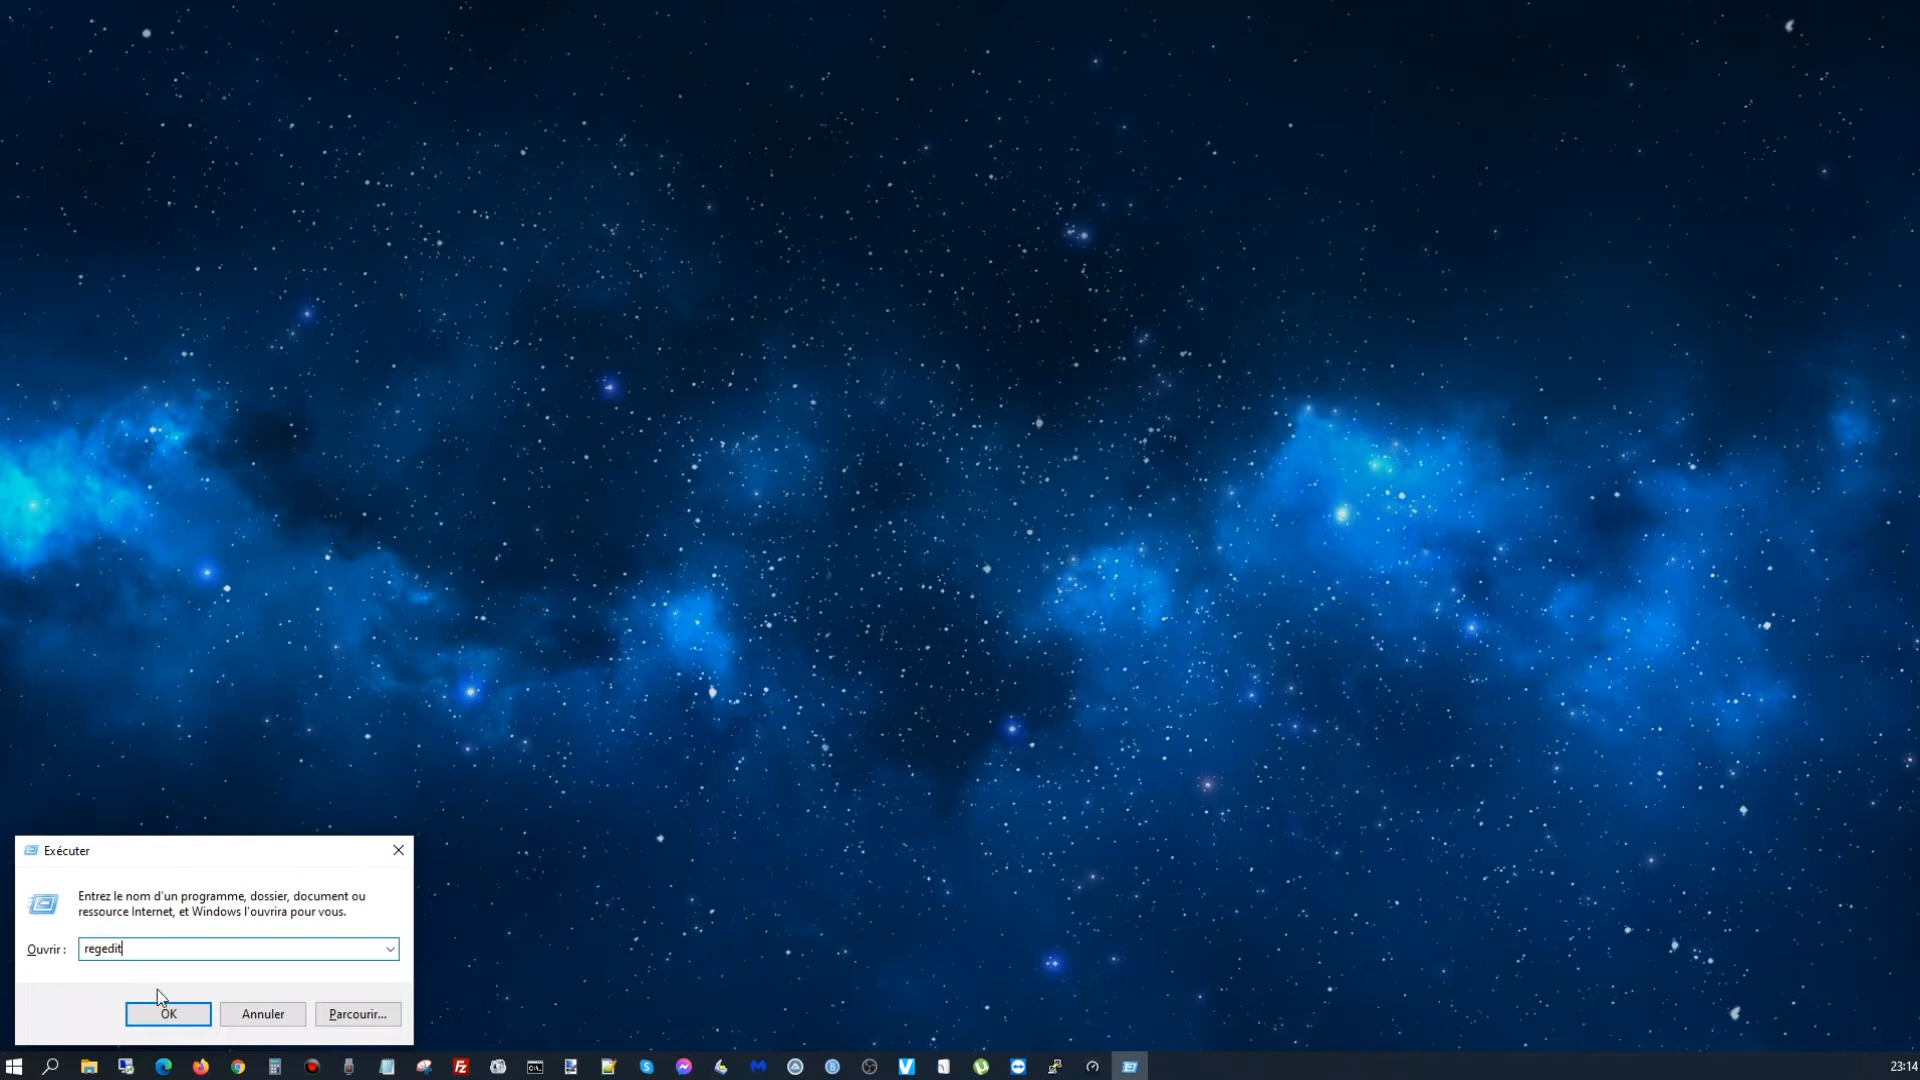 Exécuter
Entrez le nom d'un programme, dossier, document ou
ressource Internet, et Windows l'ouvrira pour vous.
Ouvrir : regedit
OK Annuler Parcourir...
23:14